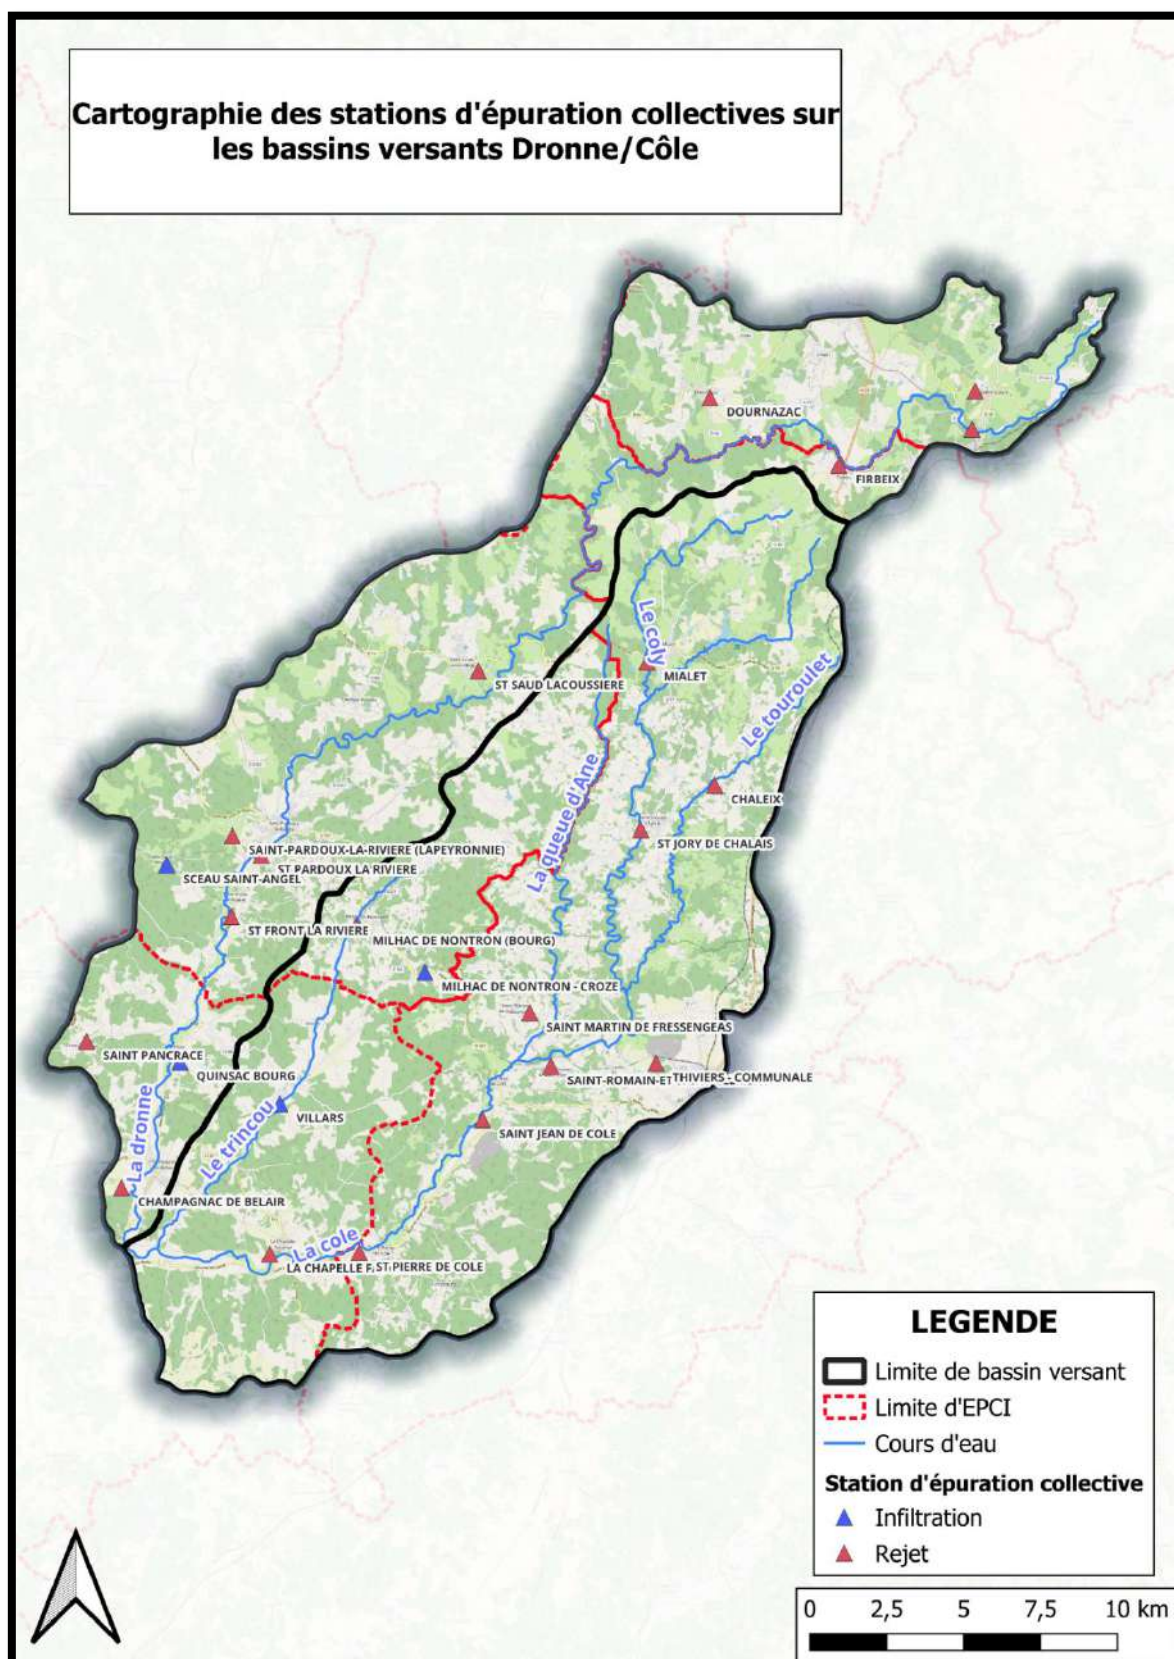 Cartographie des stations d'épuration collectives sur
les bassins versants Dronne/Côle
DOURNAZAC
FIRBEIX
Le coly
MIALET
ST SAUD LACOUSSIERE
Le touroulet
CHALEIX
La queue d'Ane
ST JORY DE CHALAIS
SAINT-PARDOUX-LA-RIVIERE (LAPEYRONNIE)
ST PARDOUX LA RIVIERE
SCEAU SAINT-ANGEL
ST FRONT LA RIVIERE
MILHAC DE NONTRON (BOURG)
MILHAC DE NONTRON - CROZE
SAINT MARTIN DE FRESSENGEAS
SAINT PANCRACE
QUINSAC BOURG
SAINT-ROMAIN-ET
THIVIERS - COMMUNALE
VILLARS
SAINT JEAN DE COLE
La dronne
Le trincou
CHAMPAGNAC DE BELAIR
La cole
LA CHAPELLE F
ST PIERRE DE COLE
LEGENDE
Limite de bassin versant
Limite d'EPCI
Cours d'eau
Station d'épuration collective
Infiltration
Rejet
0 2,5 5 7,5 10 km